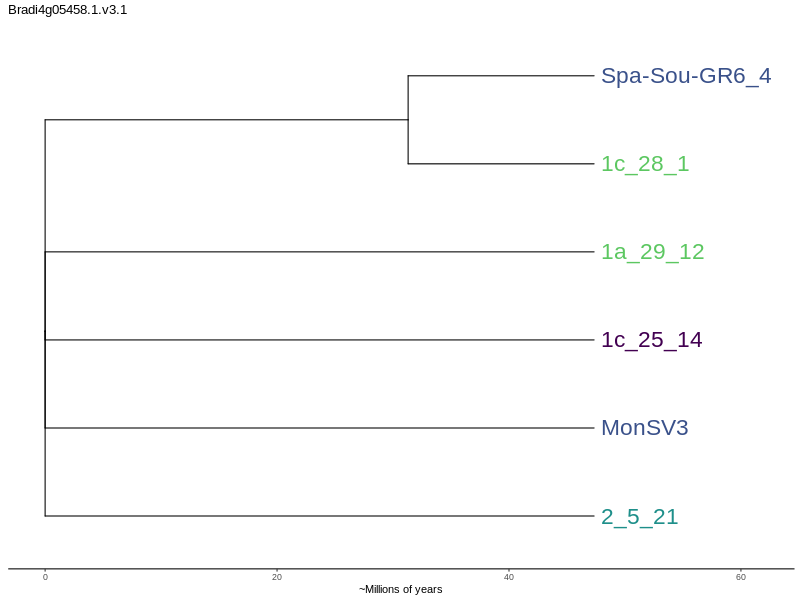 Bradi4g05458.1.v3.1
Spa-Sou-GR6_4
1c_28_1
1a_29_12
1c_25_14
MonSV3
2_5_21
0 20 40 60
~Millions of years